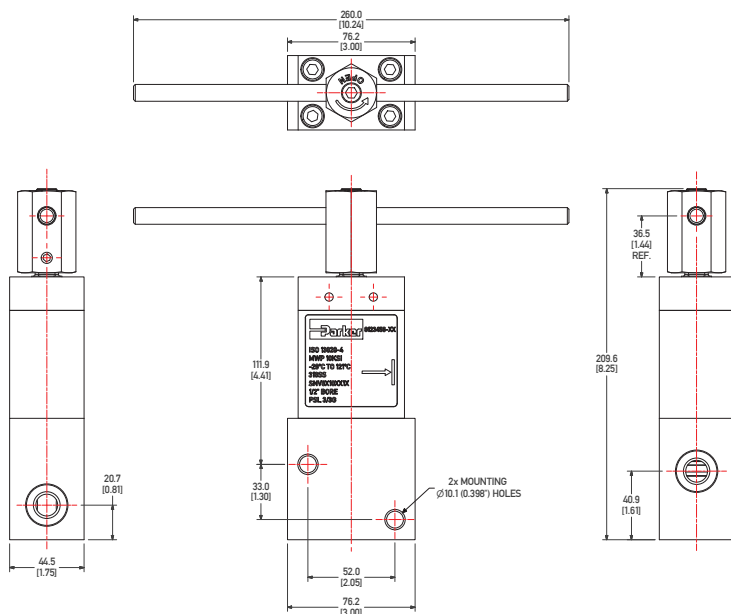 260.0
[10.24]
76.2
[3.00]
OPEN
36.5
[1.44]
REF.
111.9
[4.41]
Parker
ISO 13628-4
MWP 10KSI
-29°C TO 121°C
316SS
1/2" BORE
PSL 3/3G
209.6
[8.25]
20.7
[0.81]
33.0
[1.30]
2x MOUNTING
Ø10.1 (0.398") HOLES
40.9
[1.61]
44.5
[1.75]
52.0
[2.05]
76.2
[3.00]